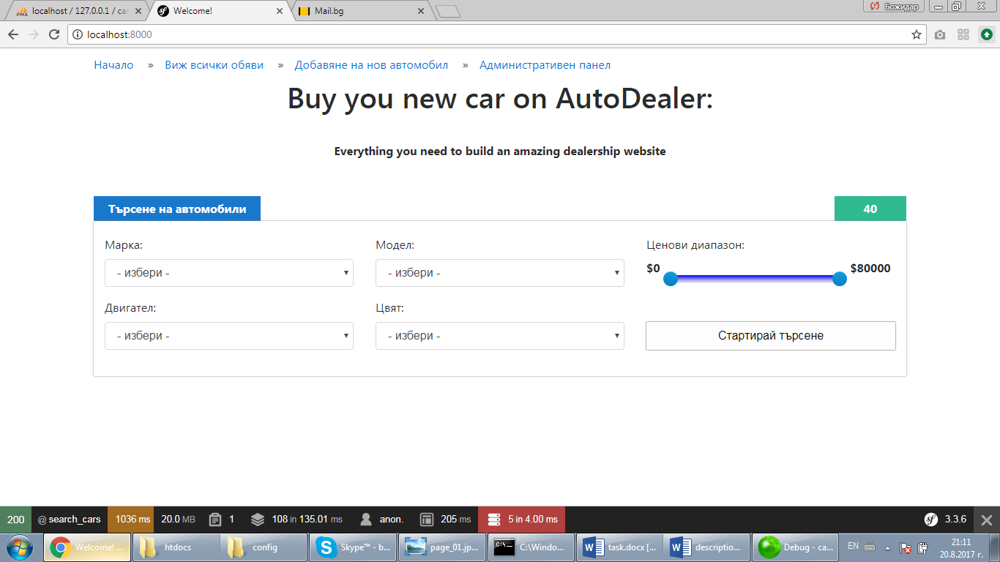 localhost / 127.0.0.1 / car
Welcome!
Mail.bg
Божидар
localhost:8000
Начало » Виж всички обяви » Добавяне на нов автомобил » Административен панел
Buy you new car on AutoDealer:
Everything you need to build an amazing dealership website
Търсене на автомобили
40
Марка:
Модел:
Ценови диапазон:
- избери -
- избери -
$0
$80000
Двигател:
Цвят:
- избери -
- избери -
Стартирай търсене
200 @ search_cars 1036 ms 20.0 MB 1 108 in 135.01 ms anon. 205 ms 5 in 4.00 ms 3.3.6
Welcome! ... htdocs config Skype™ - b... page_01.jp... C:\Windo... task.docx [... descriptio... Debug - ca... EN 21:11
20.8.2017 г.